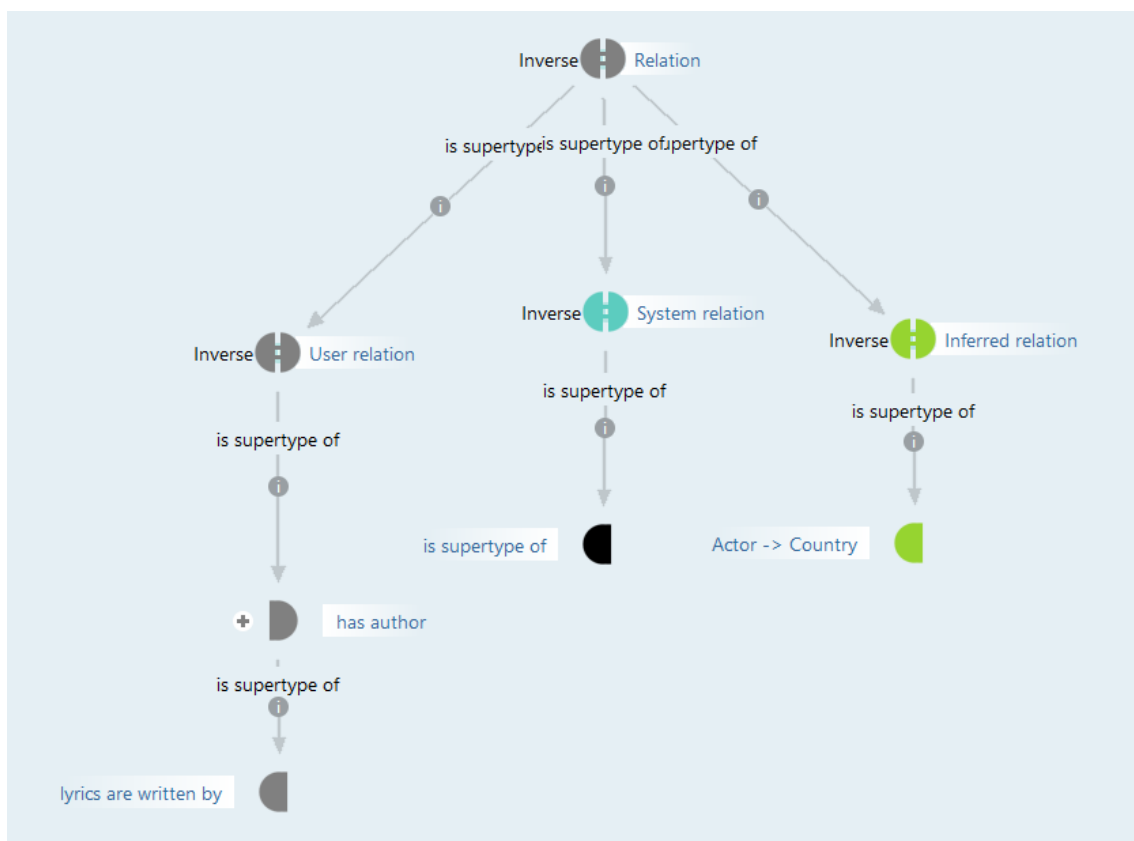 Inverse Relation
is supertype is supertype of pertype of
Inverse System relation
Inverse Inferred relation
Inverse User relation
is supertype of
is supertype of
is supertype of
is supertype of
Actor -> Country
has author
is supertype of
lyrics are written by